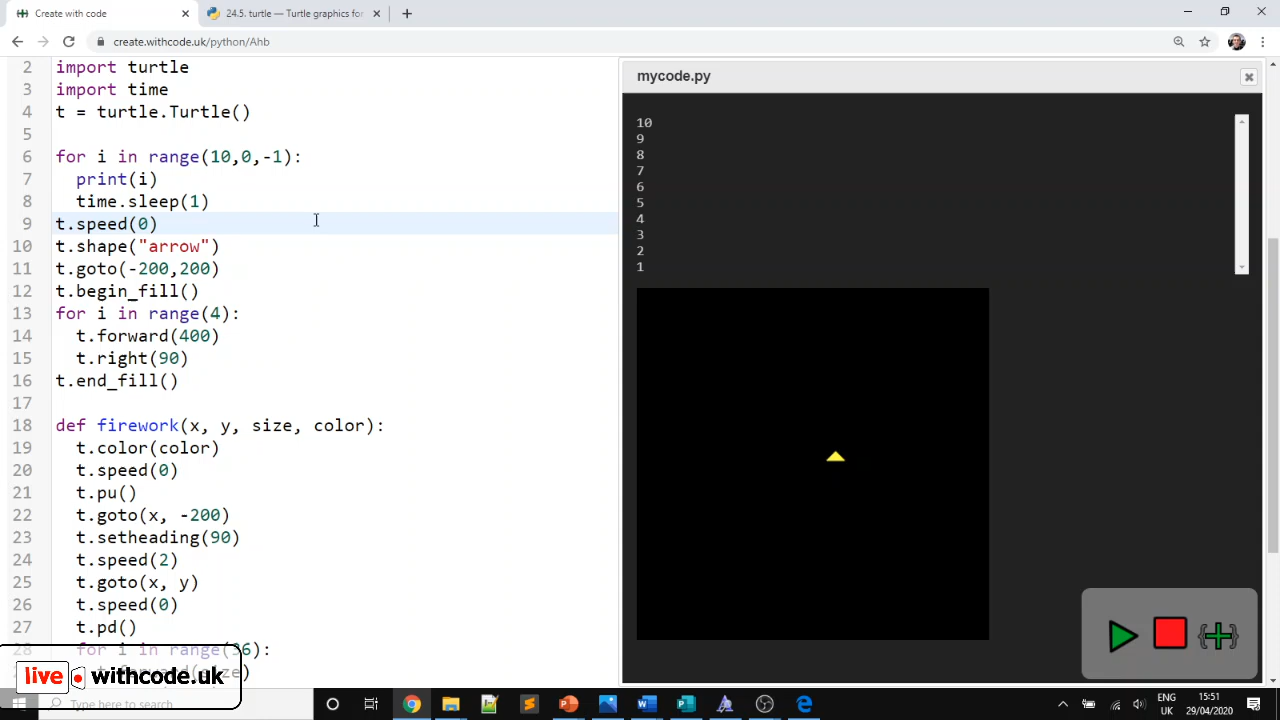 Create with code
24.5. turtle — Turtle graphics for
create.withcode.uk/python/Ahb
2 import turtle
3 import time
4 t = turtle.Turtle()
5
6 for i in range(10,0,-1):
7 print(i)
8 time.sleep(1)
9 t.speed(0)
10 t.shape("arrow")
11 t.goto(-200,200)
12 t.begin_fill()
13 for i in range(4):
14 t.forward(400)
15 t.right(90)
16 t.end_fill()
17
18 def firework(x, y, size, color):
19 t.color(color)
20 t.speed(0)
21 t.pu()
22 t.goto(x, -200)
23 t.setheading(90)
24 t.speed(2)
25 t.goto(x, y)
26 t.speed(0)
27 t.pd()
28 for i in range(36):
mycode.py
10
9
8
7
6
5
4
3
2
1
live withcode.uk
Type here to search
ENG
UK
15:51
29/04/2020